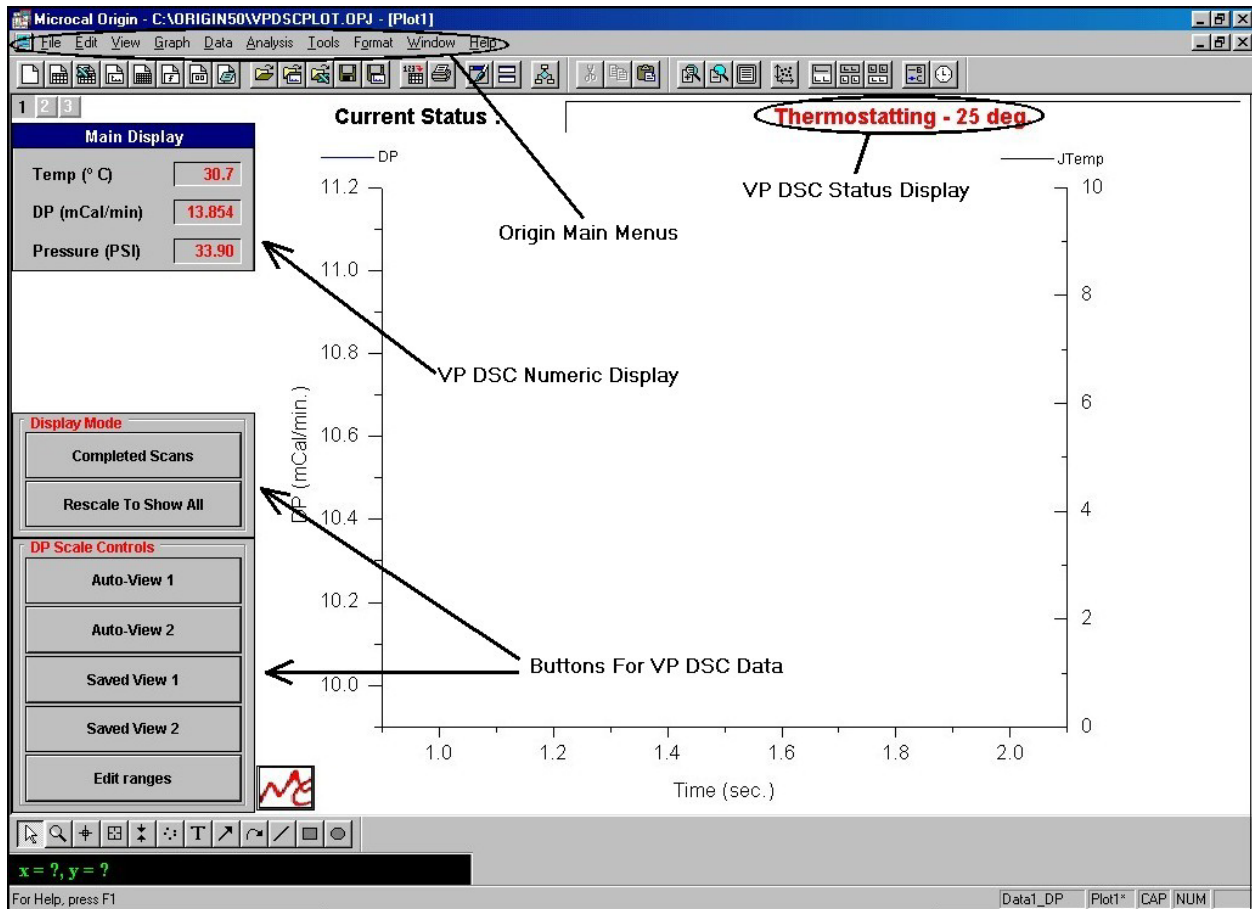 Microcal Origin - C:\ORIGIN50\VPDSCPLOT.OPJ - [Plot1]
File Edit View Graph Data Analysis Tools Format Window Help
1 2 3
Current Status :
Thermostatting - 25 deg.
Main Display
Temp (º C) 30.7
DP (mCal/min) 13.854
Pressure (PSI) 33.90
DP
JTemp
VP DSC Status Display
Origin Main Menus
VP DSC Numeric Display
Buttons For VP DSC Data
11.2
11.0
10.8
10.6
10.4
10.2
10.0
DP (mCal/min.)
10
8
6
4
2
0
1.0 1.2 1.4 1.6 1.8 2.0
Time (sec.)
Display Mode
Completed Scans
Rescale To Show All
DP Scale Controls
Auto-View 1
Auto-View 2
Saved View 1
Saved View 2
Edit ranges
T
x = ?, y = ?
For Help, press F1
Data1_DP Plot1* CAP NUM